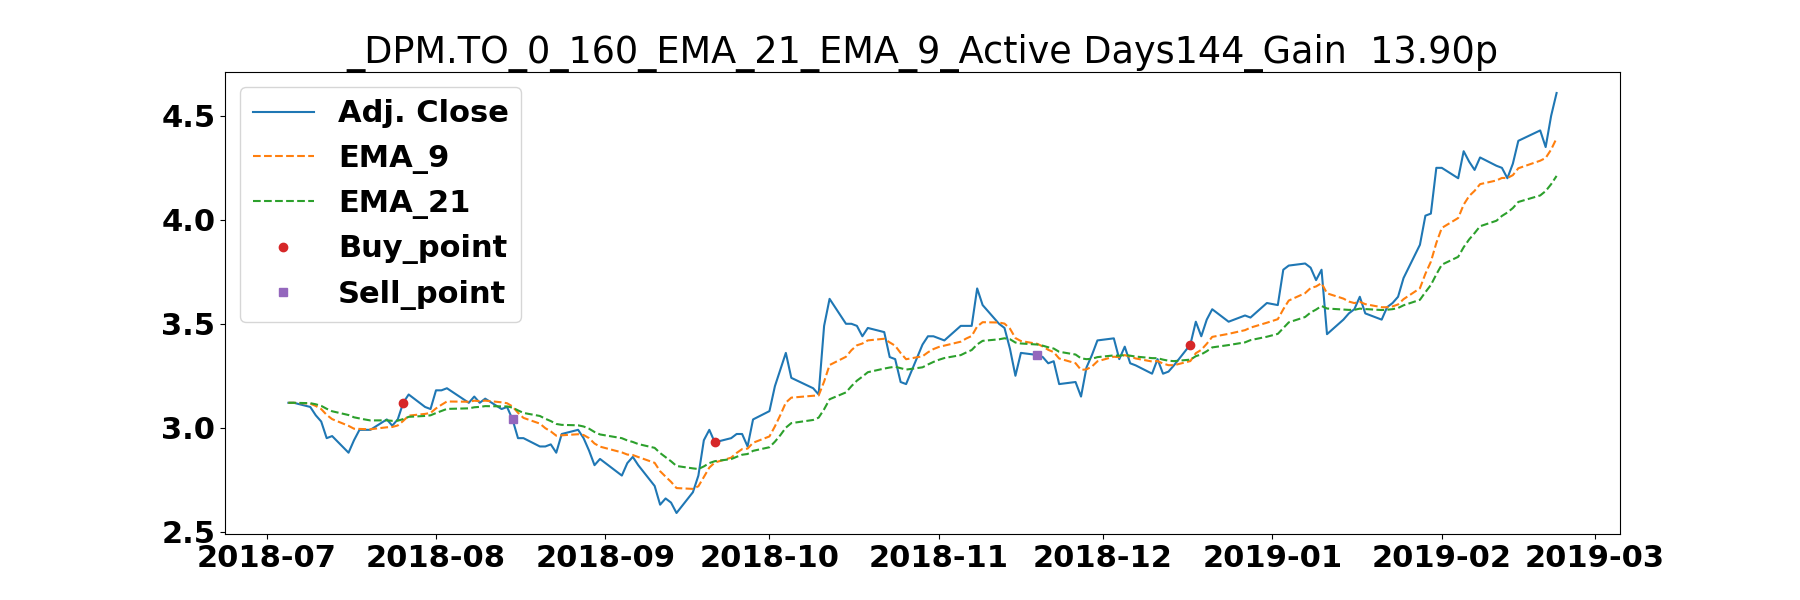 _DPM.TO_0_160_EMA_21_EMA_9_Active Days144_Gain  13.90p
Adj. Close
EMA_9
EMA_21
Buy_point
Sell_point
4.5
4.0
3.5
3.0
2.5
2018-07 2018-08 2018-09 2018-10 2018-11 2018-12 2019-01 2019-02 2019-03